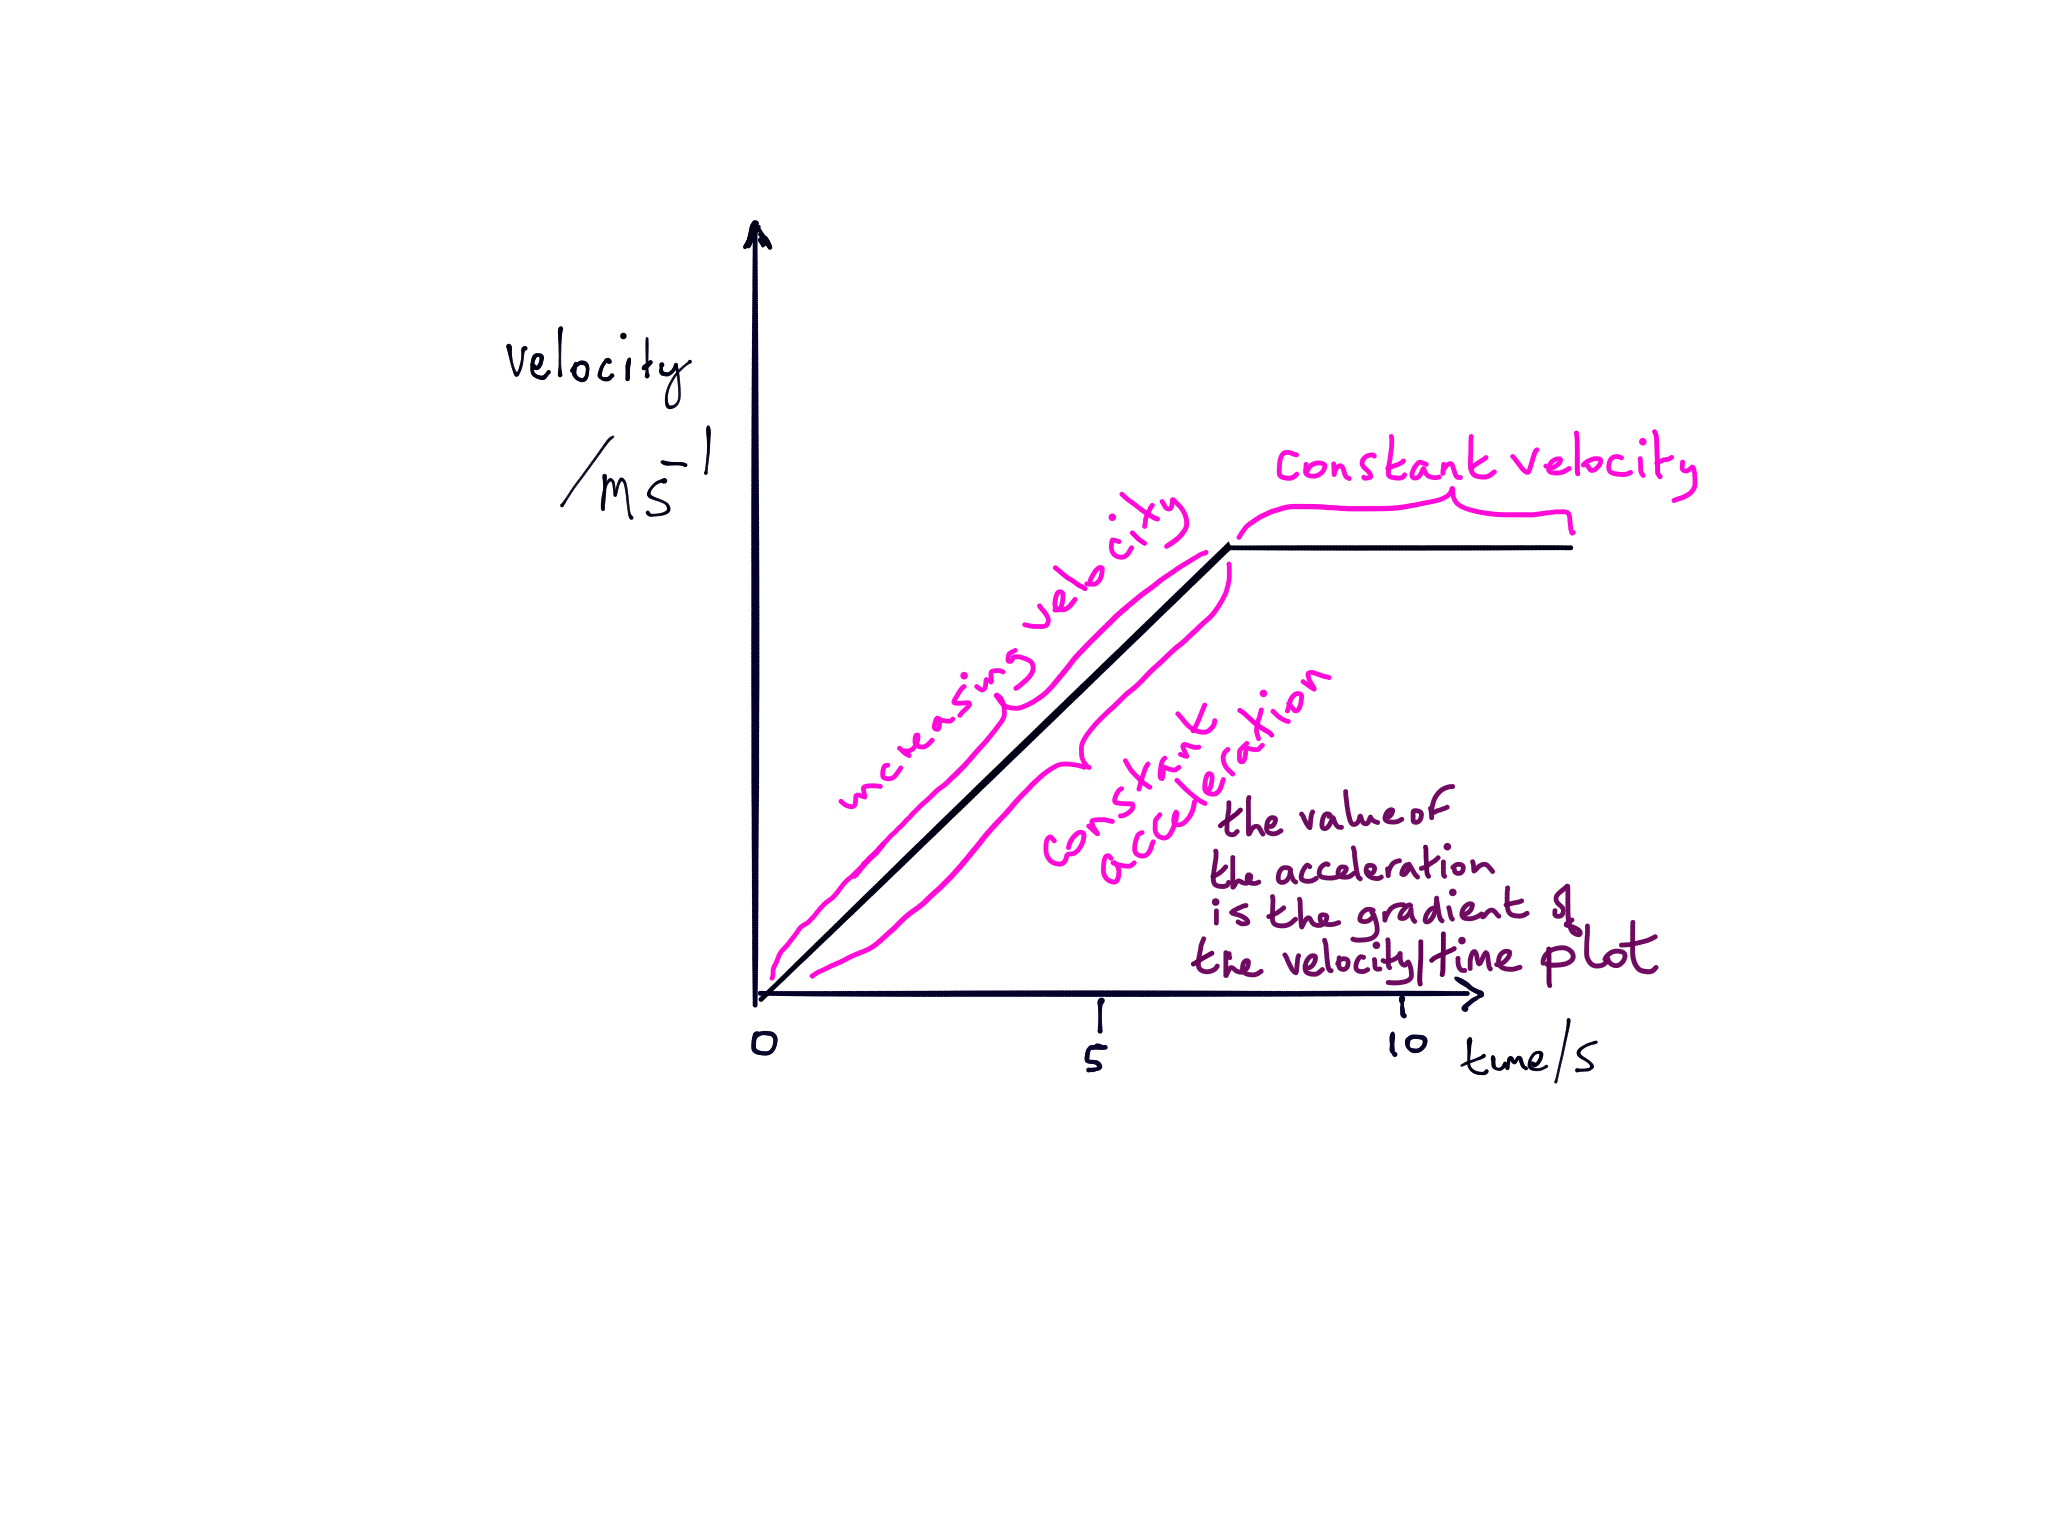 velocity
/ms⁻¹
constant velocity
increasing velocity
constant
acceleration
the value of
the acceleration
is the gradient of
the velocity/time plot
0
5
10
time/s